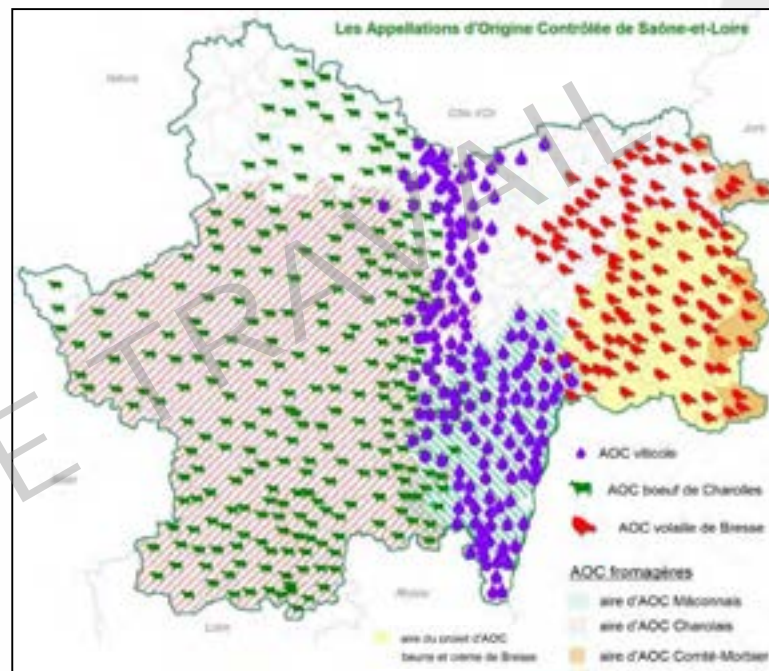 Les Appellations d'Origine Contrôlée de Saône-et-Loire
Nièvre
Côte d'Or
Jura
E TRAVAIL
AOC viticole
AOC boeuf de Charolles
AOC volaille de Bresse
AOC fromagères
aire d'AOC Mâconnais
aire d'AOC Charolais
aire d'AOC Comté-Morbier
aire du projet d'AOC
beurre et crème de Bresse
Loire
Rhône